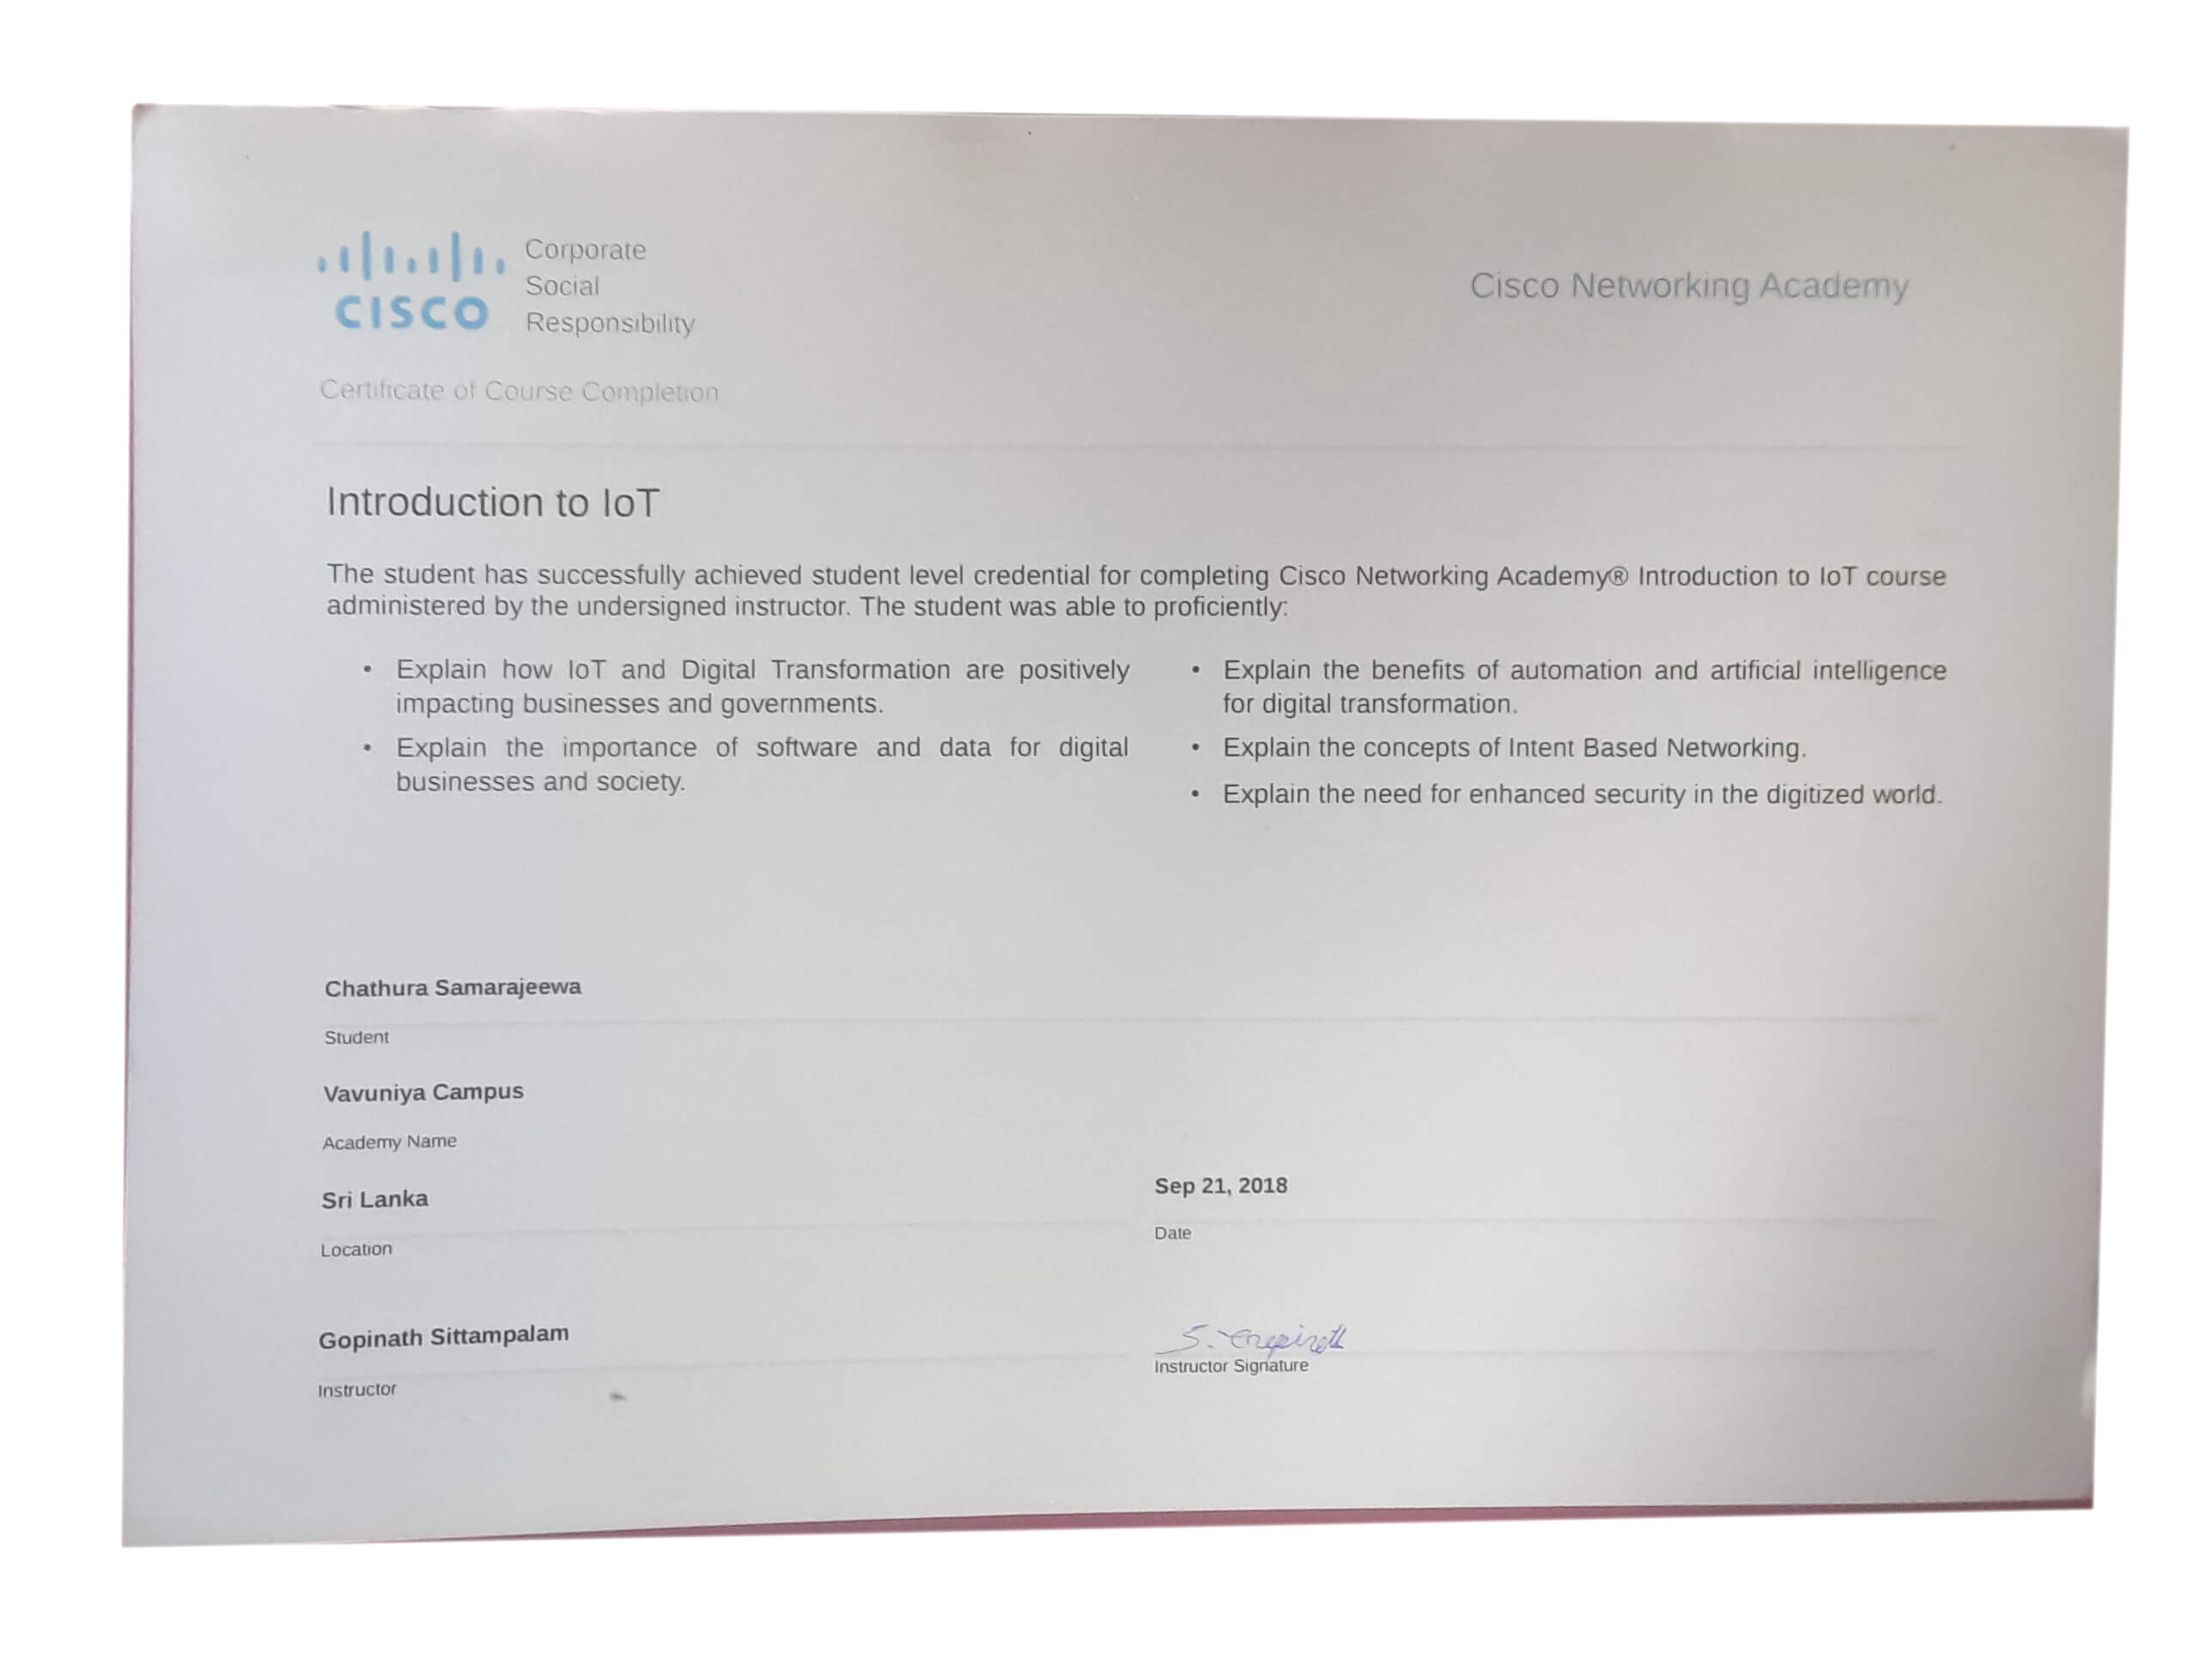 CISCO
Corporate
Social
Responsibility
Cisco Networking Academy
Certificate of Course Completion
Introduction to IoT
The student has successfully achieved student level credential for completing Cisco Networking Academy® Introduction to IoT course
administered by the undersigned instructor. The student was able to proficiently:
• Explain how IoT and Digital Transformation are positively
impacting businesses and governments.
• Explain the importance of software and data for digital
businesses and society.
• Explain the benefits of automation and artificial intelligence
for digital transformation.
• Explain the concepts of Intent Based Networking.
• Explain the need for enhanced security in the digitized world.
Chathura Samarajeewa
Student
Vavuniya Campus
Academy Name
Sri Lanka
Location
Sep 21, 2018
Date
Gopinath Sittampalam
Instructor
S.
Instructor Signature